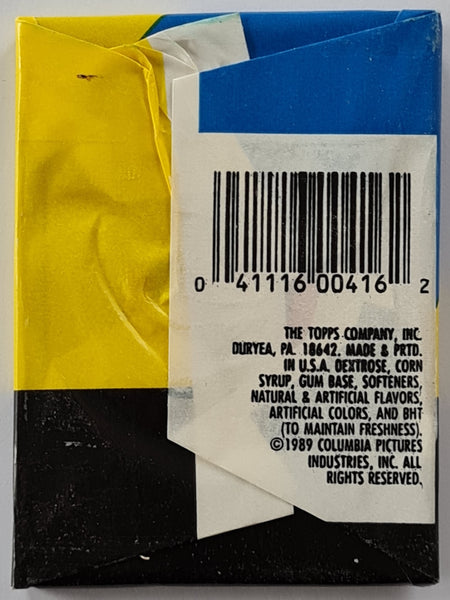 0 41116 00416 2
THE TOPPS COMPANY, INC.
DURYEA, PA. 18642. MADE & PRTD.
IN U.S.A. DEXTROSE, CORN
SYRUP, GUM BASE, SOFTENERS,
NATURAL & ARTIFICIAL FLAVORS,
ARTIFICIAL COLORS, AND BHT
(TO MAINTAIN FRESHNESS).
©1989 COLUMBIA PICTURES
INDUSTRIES, INC. ALL
RIGHTS RESERVED.